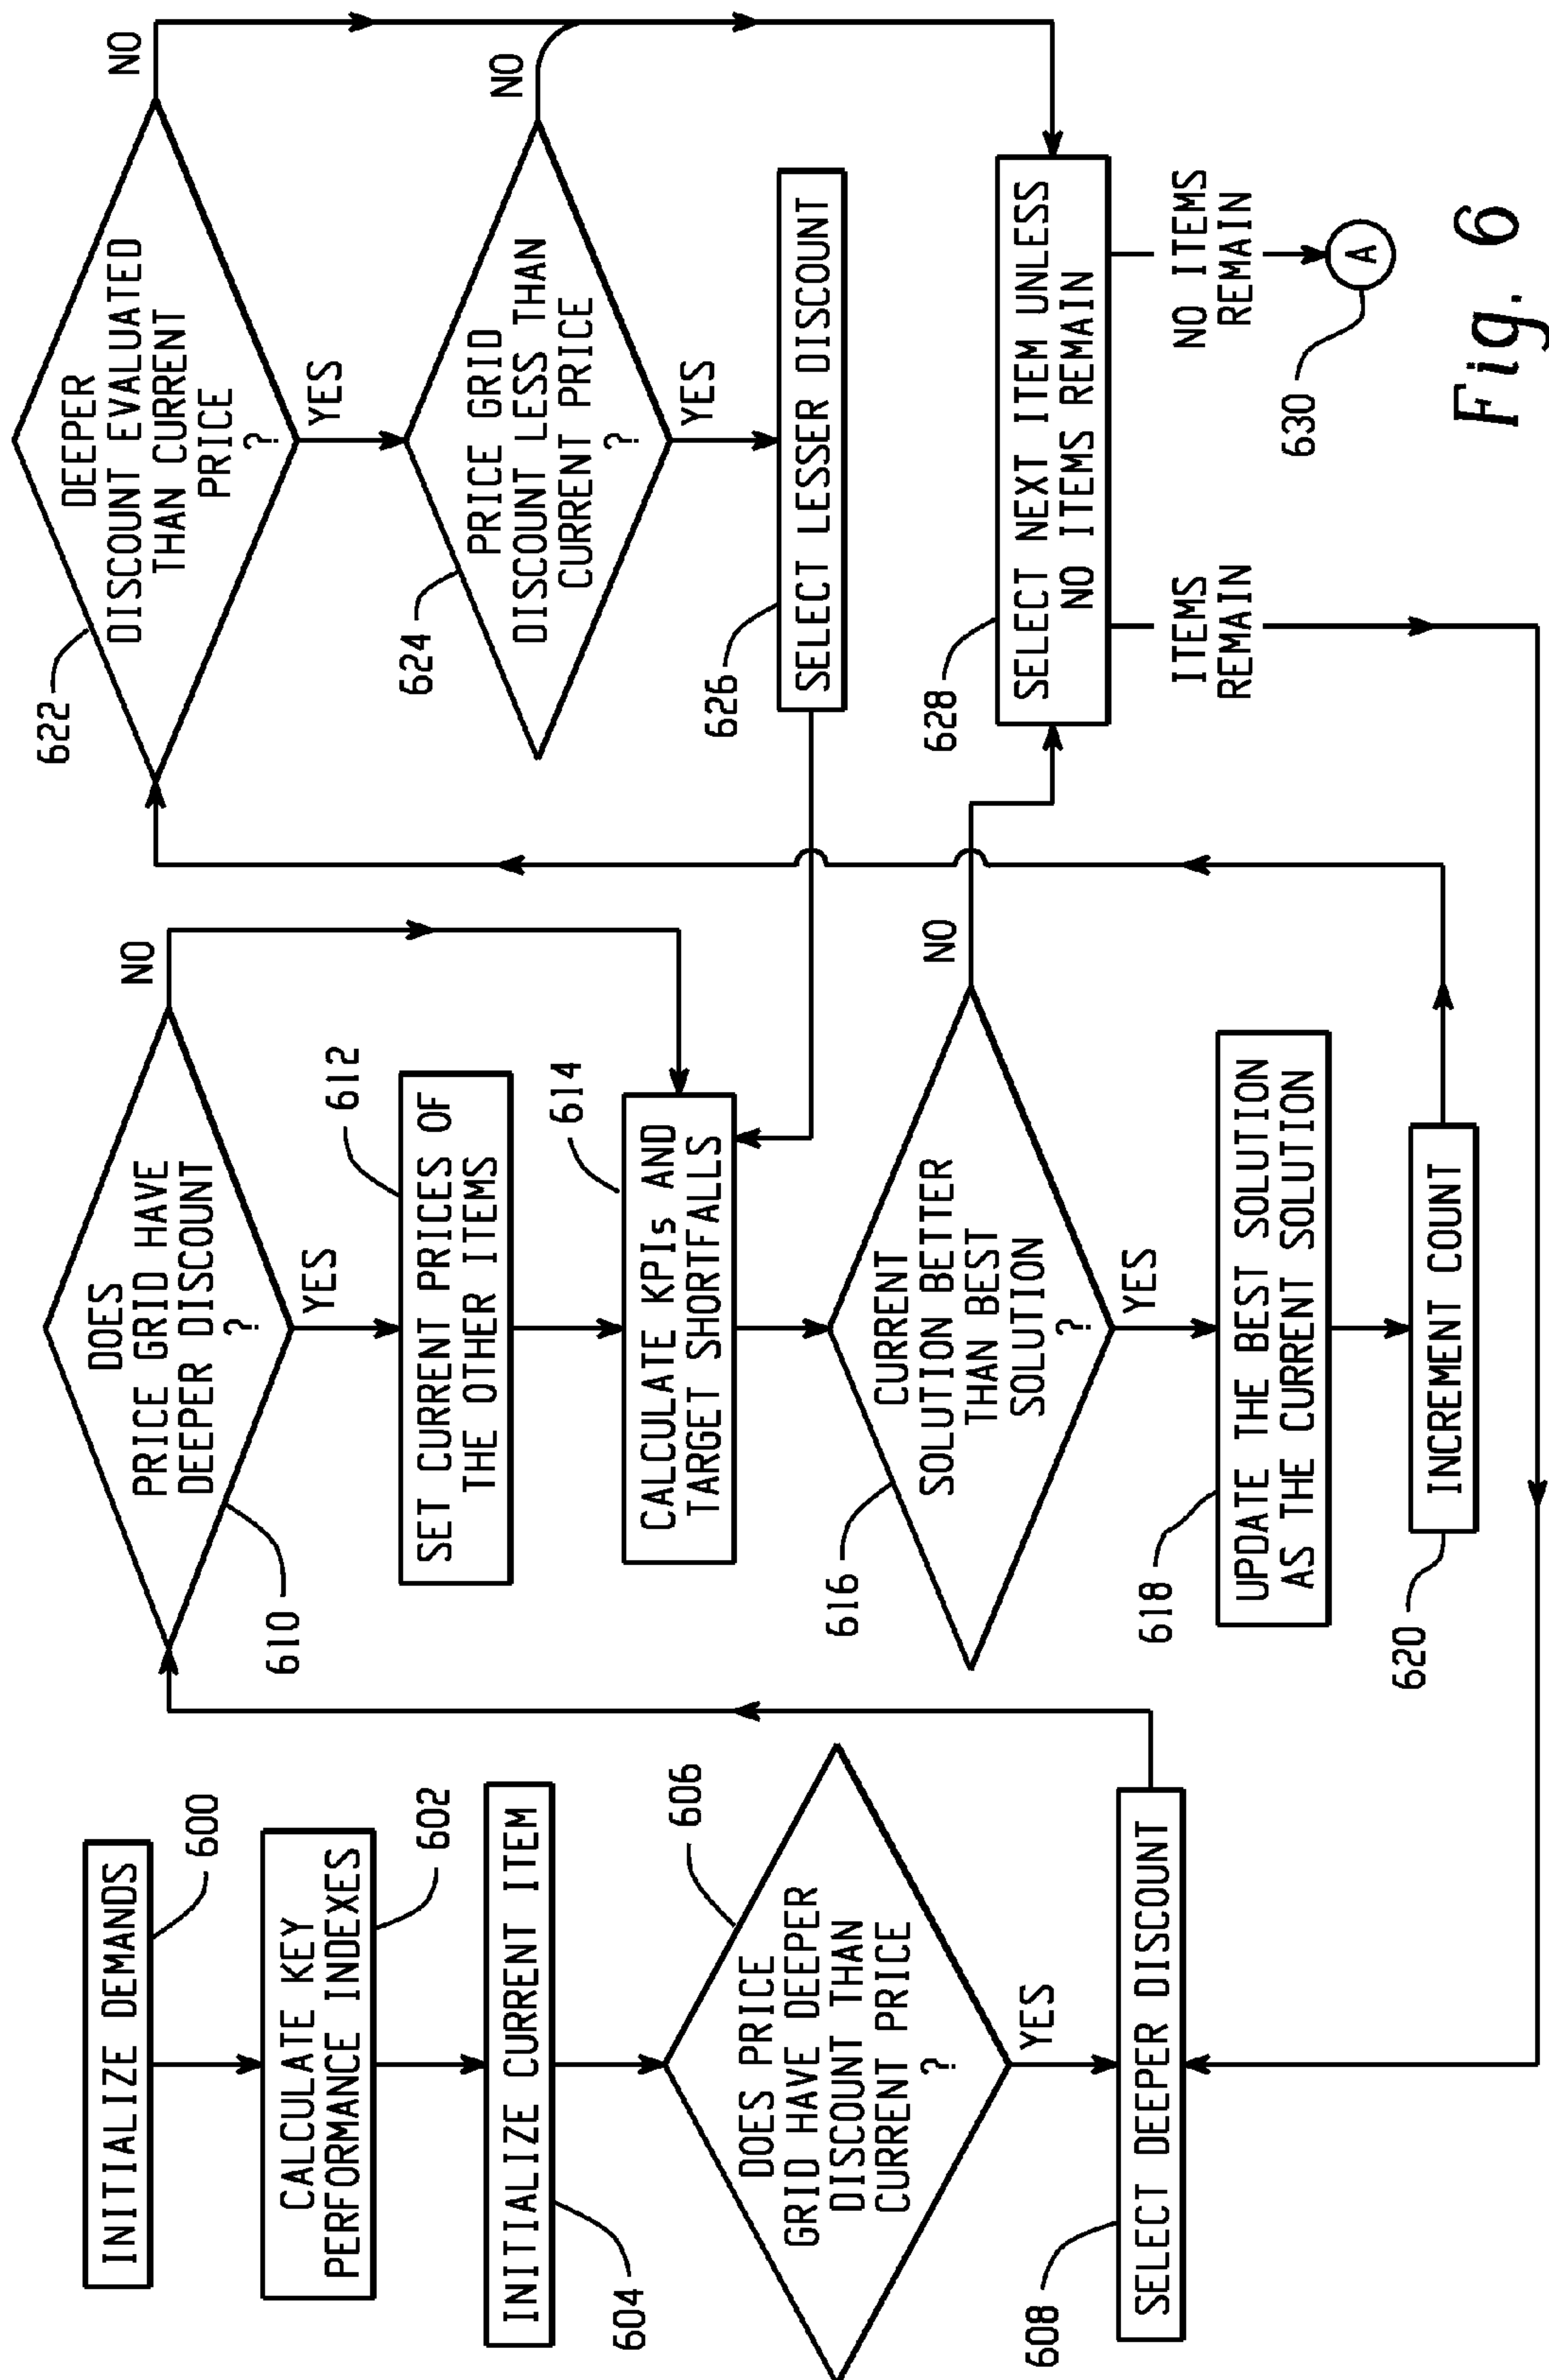 INITIALIZE DEMANDS
600
CALCULATE KEY
PERFORMANCE INDEXES
602
INITIALIZE CURRENT ITEM
604
DOES PRICE
GRID HAVE DEEPER
DISCOUNT THAN
CURRENT PRICE
?
606
YES
SELECT DEEPER DISCOUNT
608
DOES
PRICE GRID HAVE
DEEPER DISCOUNT
?
610
NO
YES
SET CURRENT PRICES OF
THE OTHER ITEMS
612
CALCULATE KPIs AND
TARGET SHORTFALLS
614
CURRENT
SOLUTION BETTER
THAN BEST
SOLUTION
?
616
NO
YES
UPDATE THE BEST SOLUTION
AS THE CURRENT SOLUTION
618
INCREMENT COUNT
620
DEEPER
DISCOUNT EVALUATED
THAN CURRENT
PRICE
?
622
NO
YES
PRICE GRID
DISCOUNT LESS THAN
CURRENT PRICE
?
624
NO
YES
SELECT LESSER DISCOUNT
626
SELECT NEXT ITEM UNLESS
NO ITEMS REMAIN
628
ITEMS
REMAIN
NO ITEMS
REMAIN
A
630
Fig. 6